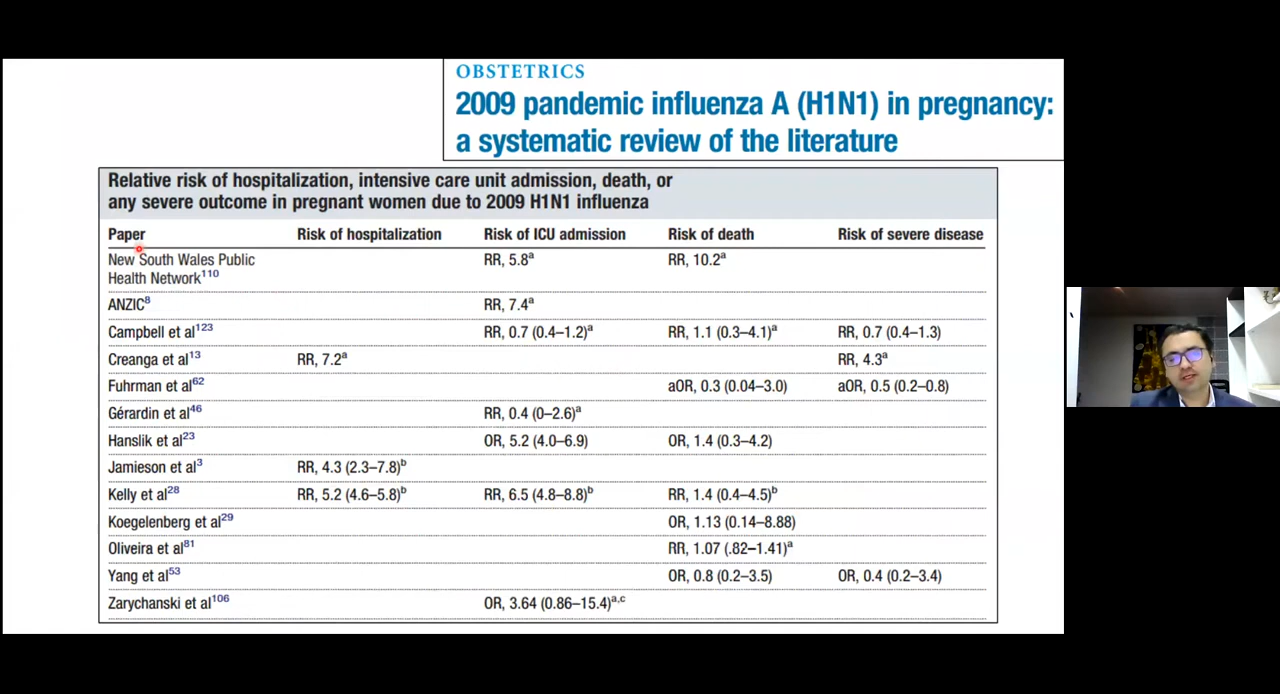 OBSTETRICS
2009 pandemic influenza A (H1N1) in pregnancy:
a systematic review of the literature
Relative risk of hospitalization, intensive care unit admission, death, or
any severe outcome in pregnant women due to 2009 H1N1 influenza
Paper Risk of hospitalization Risk of ICU admission Risk of death Risk of severe disease
New South Wales Public RR, 5.8a RR, 10.2a
Health Network110
ANZIC8 RR, 7.4a
Campbell et al123 RR, 0.7 (0.4–1.2)a RR, 1.1 (0.3–4.1)a RR, 0.7 (0.4–1.3)
Creanga et al13 RR, 7.2a RR, 4.3a
Fuhrman et al62 aOR, 0.3 (0.04–3.0) aOR, 0.5 (0.2–0.8)
Gérardin et al46 RR, 0.4 (0–2.6)a
Hanslik et al23 OR, 5.2 (4.0–6.9) OR, 1.4 (0.3–4.2)
Jamieson et al3 RR, 4.3 (2.3–7.8)b
Kelly et al28 RR, 5.2 (4.6–5.8)b RR, 6.5 (4.8–8.8)b RR, 1.4 (0.4–4.5)b
Koegelenberg et al29 OR, 1.13 (0.14–8.88)
Oliveira et al81 RR, 1.07 (.82–1.41)a
Yang et al53 OR, 0.8 (0.2–3.5) OR, 0.4 (0.2–3.4)
Zarychanski et al106 OR, 3.64 (0.86–15.4)a,c